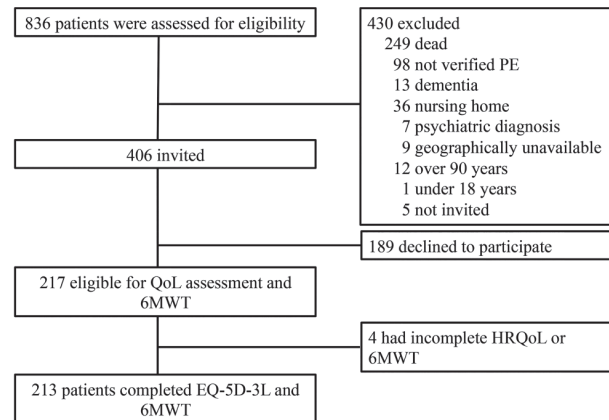 836 patients were assessed for eligibility
430 excluded
249 dead
98 not verified PE
13 dementia
36 nursing home
7 psychiatric diagnosis
9 geographically unavailable
12 over 90 years
1 under 18 years
5 not invited
406 invited
189 declined to participate
217 eligible for QoL assessment and
6MWT
4 had incomplete HRQoL or
6MWT
213 patients completed EQ-5D-3L and
6MWT